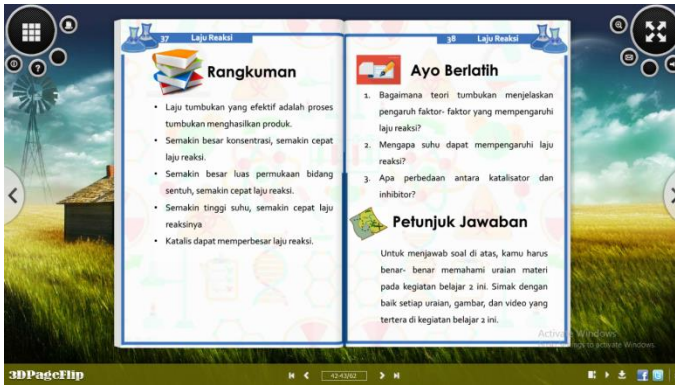 37 Laju Reaksi
Rangkuman
• Laju tumbukan yang efektif adalah proses
tumbukan menghasilkan produk.
• Semakin besar konsentrasi, semakin cepat
laju reaksi.
• Semakin besar luas permukaan bidang
sentuh, semakin cepat laju reaksi.
• Semakin tinggi suhu, semakin cepat laju
reaksinya
• Katalis dapat memperbesar laju reaksi.
38 Laju Reaksi
Ayo Berlatih
1. Bagaimana teori tumbukan menjelaskan
pengaruh faktor- faktor yang mempengaruhi
laju reaksi?
2. Mengapa suhu dapat mempengaruhi laju
reaksi?
3. Apa perbedaan antara katalisator dan
inhibitor?
Petunjuk Jawaban
Untuk menjawab soal di atas, kamu harus
benar- benar memahami uraian materi
pada kegiatan belajar 2 ini. Simak dengan
baik setiap uraian, gambar, dan video yang
tertera di kegiatan belajar 2 ini.
Activate Windows
to activate Windows.
3DPageFlip
42-43/62